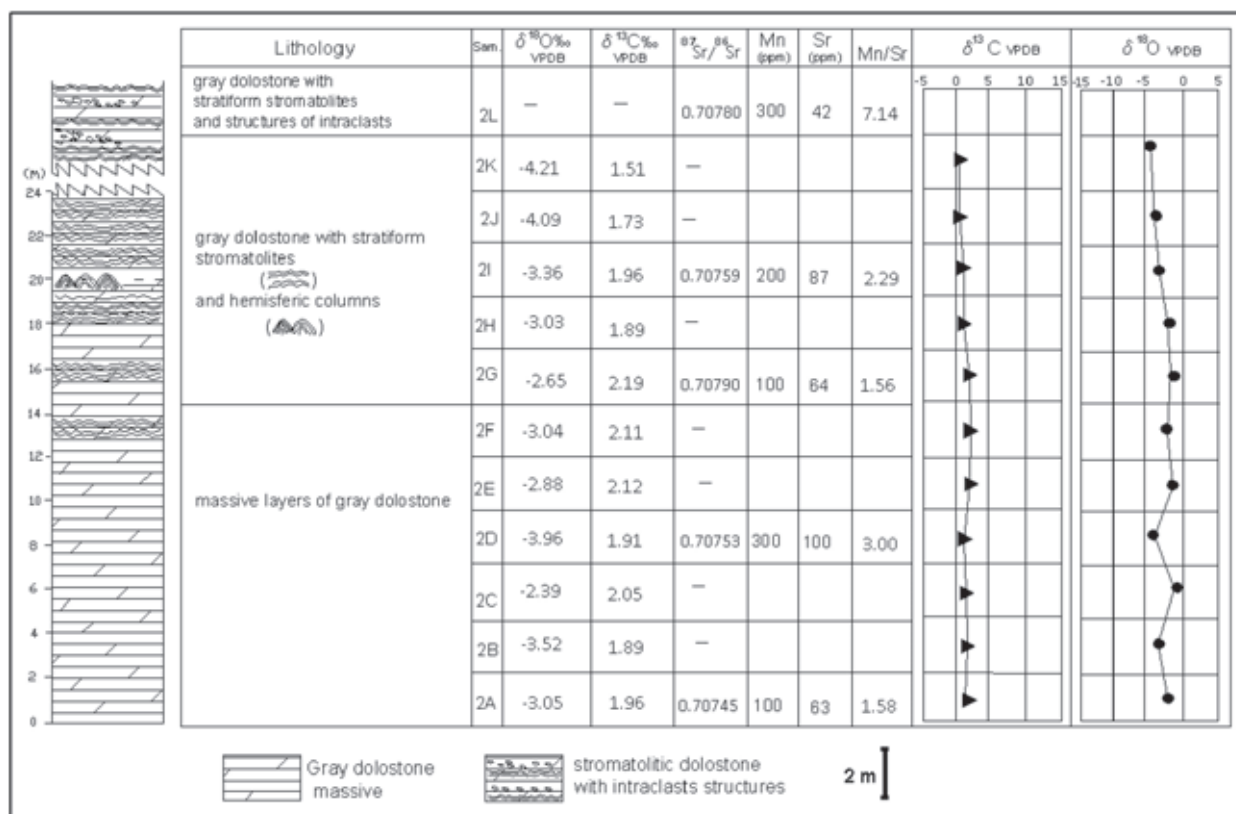 Lithology Sam. δ¹⁸O‰ VPDB δ¹³C‰ VPDB ⁸⁷Sr/⁸⁶Sr Mn (ppm) Sr (ppm) Mn/Sr δ¹³C VPDB δ¹⁸O VPDB
-5 0 5 10 15 -15 -10 -5 0 5
gray dolostone with
stratiform stromatolites
and structures of intraclasts
2L — — 0.70780 300 42 7.14
2K -4.21 1.51 —
2J -4.09 1.73 —
gray dolostone with stratiform
stromatolites
( )
and hemisferic columns
( )
2I -3.36 1.96 0.70759 200 87 2.29
2H -3.03 1.89 —
2G -2.65 2.19 0.70790 100 64 1.56
2F -3.04 2.11 —
2E -2.88 2.12 —
massive layers of gray dolostone
2D -3.96 1.91 0.70753 300 100 3.00
2C -2.39 2.05 —
2B -3.52 1.89 —
2A -3.05 1.96 0.70745 100 63 1.58
(m)
24
22
20
18
16
14
12
10
8
6
4
2
0
Gray dolostone
massive
stromatolitic dolostone
with intraclasts structures
2 m